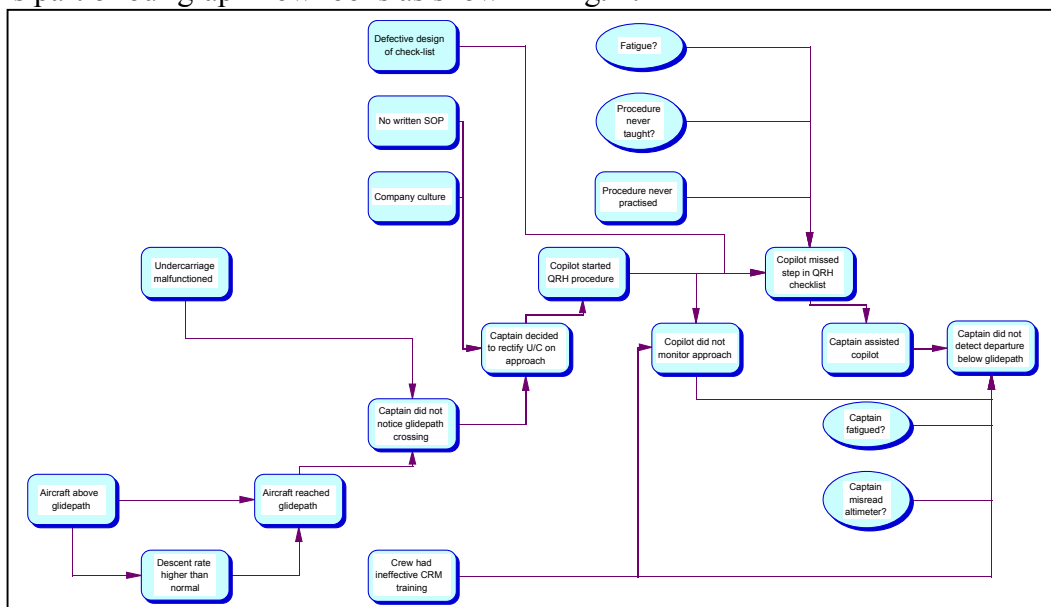 Defective design
of check-list
Fatigue?
No written SOP
Procedure
never
taught?
Company culture
Procedure never
practised
Undercarriage
malfunctioned
Copilot started
QRH procedure
Copilot missed
step in QRH
checklist
Captain decided
to rectify U/C on
approach
Copilot did not
monitor approach
Captain assisted
copilot
Captain did not
detect departure
below glidepath
Captain did not
notice glidepath
crossing
Captain
fatigued?
Aircraft above
glidepath
Aircraft reached
glidepath
Captain
misread
altimeter?
Descent rate
higher than
normal
Crew had
ineffective CRM
training